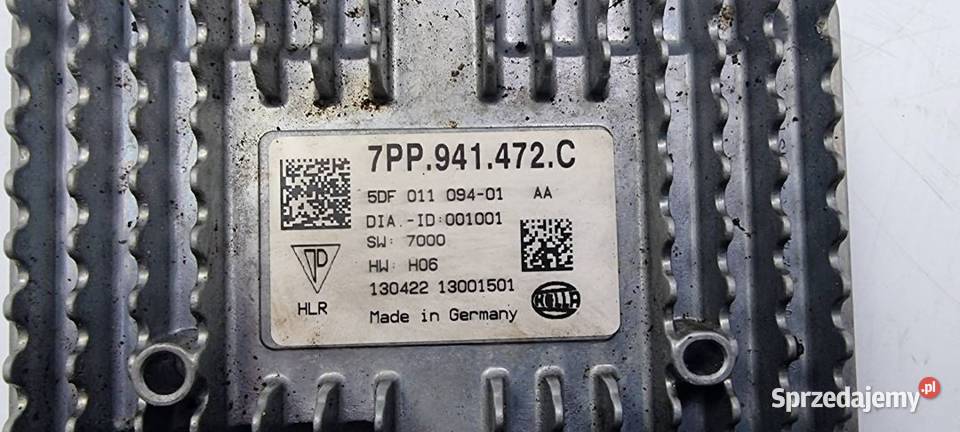 7PP.941.472.C
5DF 011 094-01 AA
DIA.-ID:001001
SW: 7000
HW: H06
130422 13001501
HLR
Made in Germany
HELLA
Sprzedajemy.pl